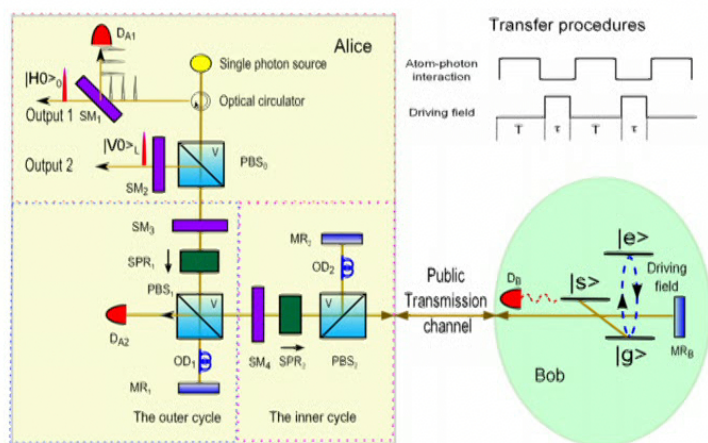 Alice
D_A1
Single photon source
|H0>_0
Optical circulator
Output 1
SM_1
|V0>_L
V
Output 2
PBS_0
SM_2
SM_3
SPR_1
MR_2
OD_2
PBS_1
V
V
D_A2
OD_1
SM_4
SPR_2
PBS_2
MR_1
The outer cycle
The inner cycle
Transfer procedures
Atom-photon
interaction
Driving field
T
τ
T
τ
Public
Transmission
channel
|e>
D_B
|s>
Driving
field
|g>
MR_B
Bob